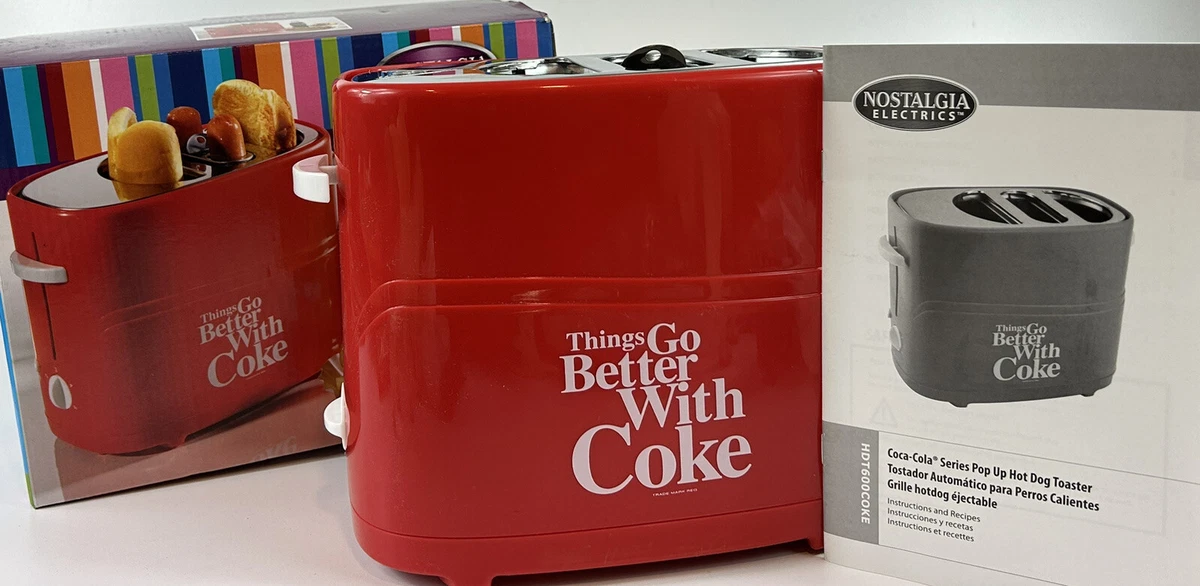 Things Go
Better
With
Coke
Things Go
Better
With
Coke
TRADE MARK REG
NOSTALGIA
ELECTRICS™
Things Go
Better
With
Coke
HDT600COKE
Coca-Cola® Series Pop Up Hot Dog Toaster
Tostador Automático para Perros Calientes
Grille hotdog éjectable
Instructions and Recipes
Instrucciones y recetas
Instructions et recettes